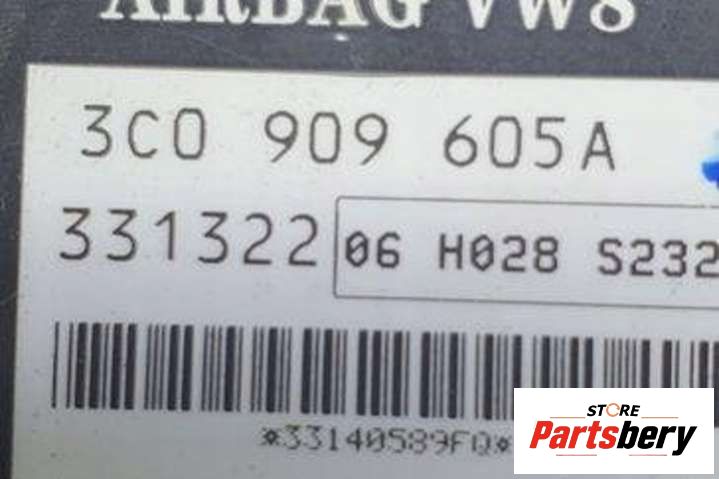 AIRBAG VW8
3C0 909 605A
331322
06 H028 S232
*33140589FQ*
STORE
Partsbery